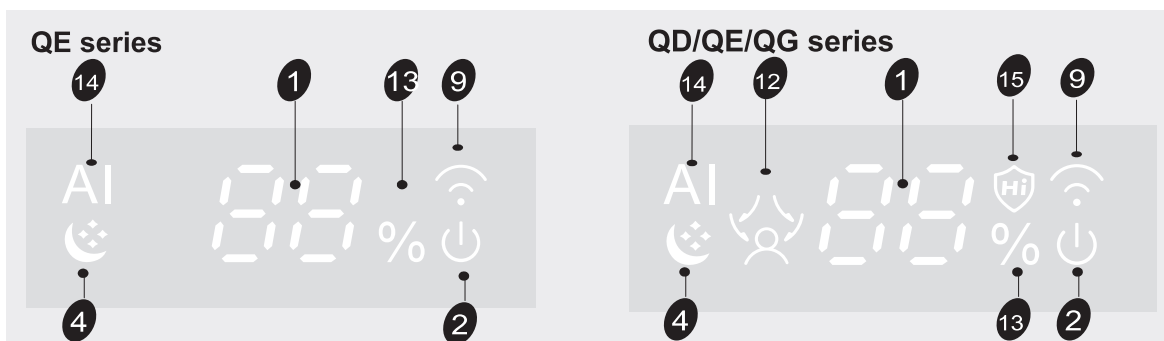 QE series
QD/QE/QG series
14 1 13 9
14 12 1 15 9
AI 88
AI 88 Hi
%
%
4 2
4 13 2